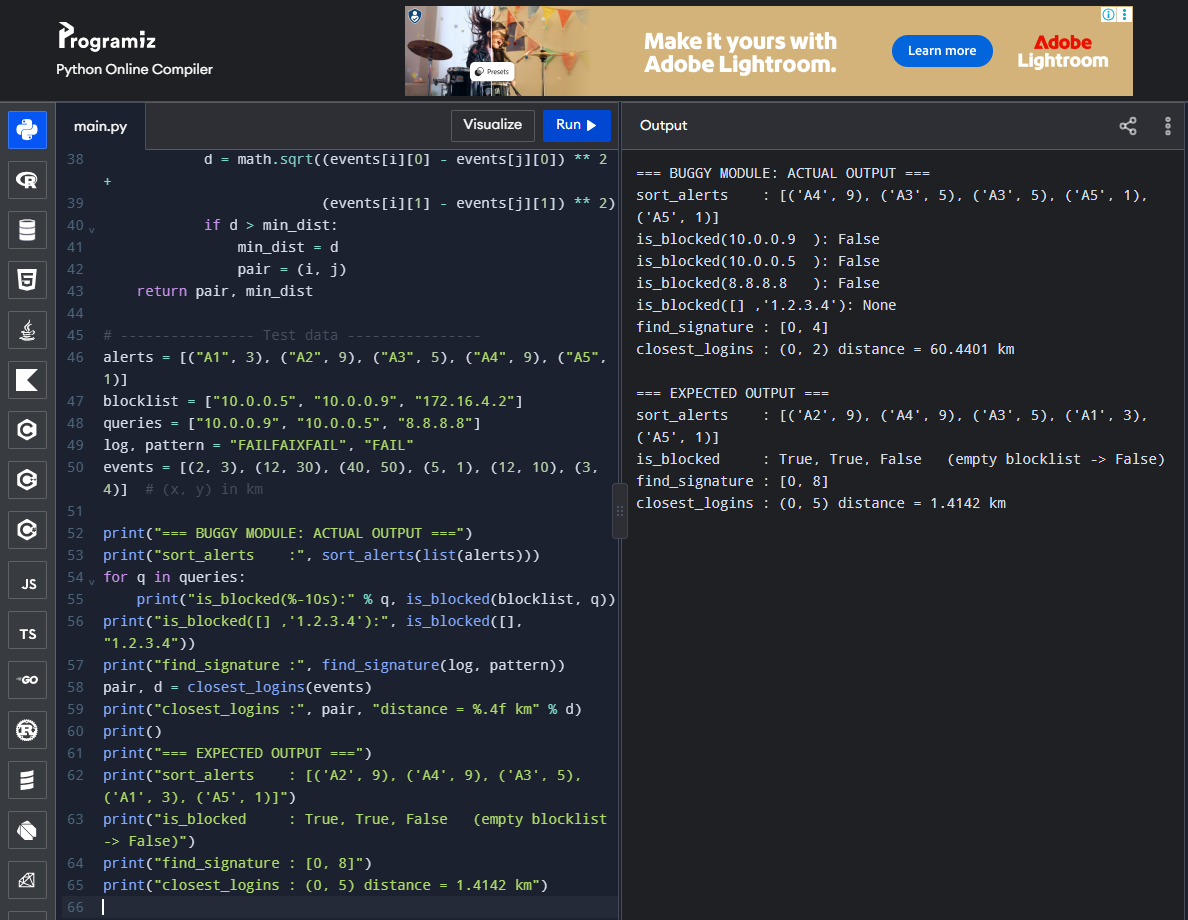 Programiz
Python Online Compiler
Presets
Make it yours with
Adobe Lightroom.
Learn more
Adobe
Lightroom
main.py
Visualize
Run
Output
38             d = math.sqrt((events[i][0] - events[j][0]) ** 2
+
39                           (events[i][1] - events[j][1]) ** 2)
40             if d > min_dist:
41                 min_dist = d
42                 pair = (i, j)
43     return pair, min_dist
44
45 # ---------------- Test data ----------------
46 alerts = [("A1", 3), ("A2", 9), ("A3", 5), ("A4", 9), ("A5",
1)]
47 blocklist = ["10.0.0.5", "10.0.0.9", "172.16.4.2"]
48 queries = ["10.0.0.9", "10.0.0.5", "8.8.8.8"]
49 log, pattern = "FAILFAIXFAIL", "FAIL"
50 events = [(2, 3), (12, 30), (40, 50), (5, 1), (12, 10), (3,
4)]  # (x, y) in km
51
52 print("=== BUGGY MODULE: ACTUAL OUTPUT ===")
53 print("sort_alerts    :", sort_alerts(list(alerts)))
54 for q in queries:
55     print("is_blocked(%-10s):" % q, is_blocked(blocklist, q))
56 print("is_blocked([] ,'1.2.3.4'):", is_blocked([],
"1.2.3.4"))
57 print("find_signature :", find_signature(log, pattern))
58 pair, d = closest_logins(events)
59 print("closest_logins :", pair, "distance = %.4f km" % d)
60 print()
61 print("=== EXPECTED OUTPUT ===")
62 print("sort_alerts    : [('A2', 9), ('A4', 9), ('A3', 5),
('A1', 3), ('A5', 1)]")
63 print("is_blocked     : True, True, False   (empty blocklist
-> False)")
64 print("find_signature : [0, 8]")
65 print("closest_logins : (0, 5) distance = 1.4142 km")
66
=== BUGGY MODULE: ACTUAL OUTPUT ===
sort_alerts    : [('A4', 9), ('A3', 5), ('A3', 5), ('A5', 1),
('A5', 1)]
is_blocked(10.0.0.9  ): False
is_blocked(10.0.0.5  ): False
is_blocked(8.8.8.8   ): False
is_blocked([] ,'1.2.3.4'): None
find_signature : [0, 4]
closest_logins : (0, 2) distance = 60.4401 km
=== EXPECTED OUTPUT ===
sort_alerts    : [('A2', 9), ('A4', 9), ('A3', 5), ('A1', 3),
('A5', 1)]
is_blocked     : True, True, False   (empty blocklist -> False)
find_signature : [0, 8]
closest_logins : (0, 5) distance = 1.4142 km
R
5
C
C
C
JS
TS
GO
R